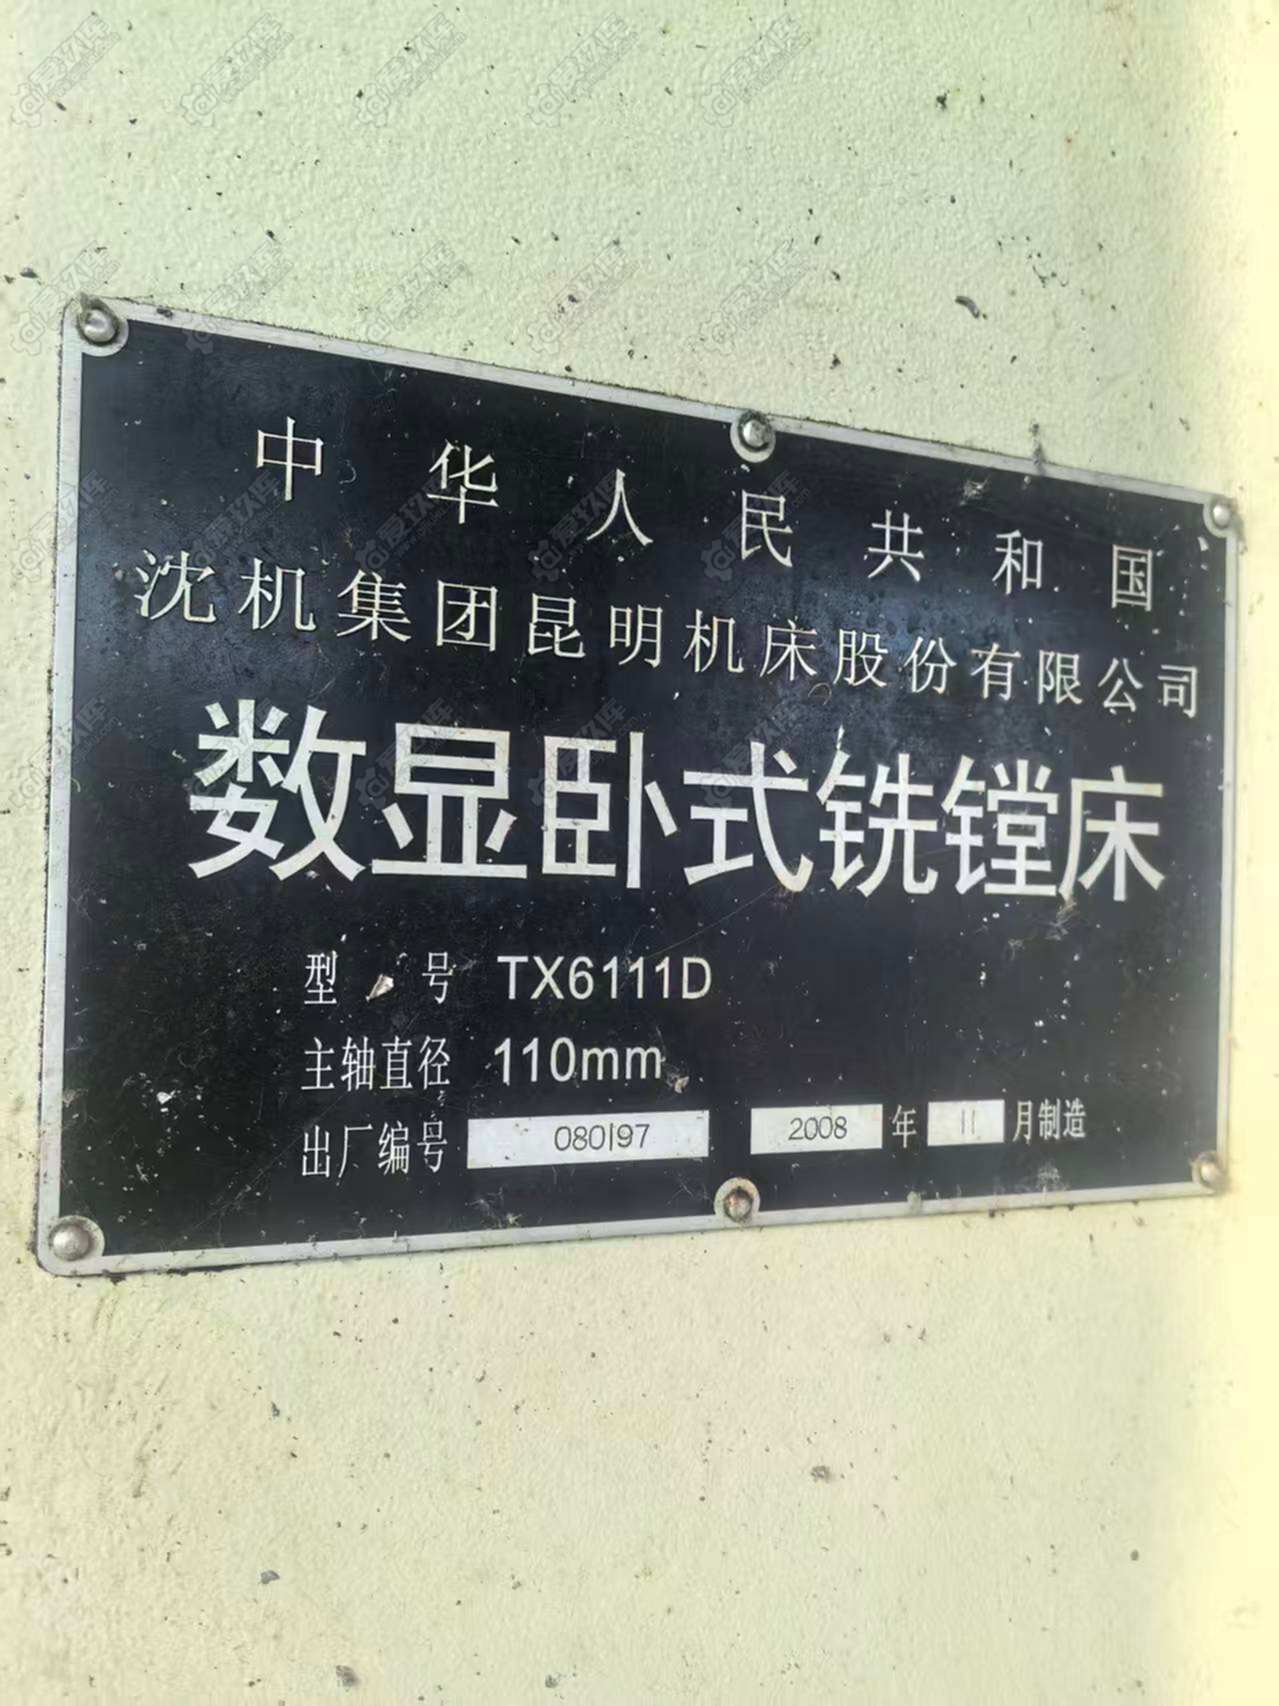 中华人民共和国
沈机集团昆明机床股份有限公司
数显卧式铣镗床
型号 TX6111D
主轴直径 110mm
出厂编号 080197 2008 年 11 月制造